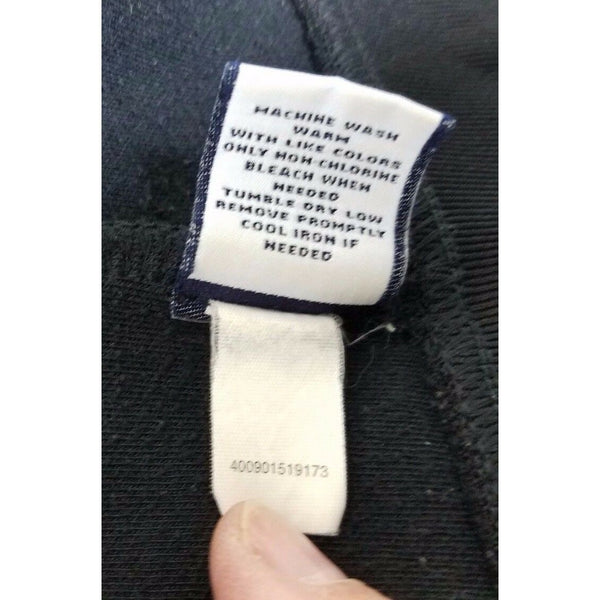 MACHINE WASH
WARM
WITH LIKE COLORS
ONLY NON-CHLORINE
BLEACH WHEN
NEEDED
TUMBLE DRY LOW
REMOVE PROMPTLY
COOL IRON IF
NEEDED
400901519173